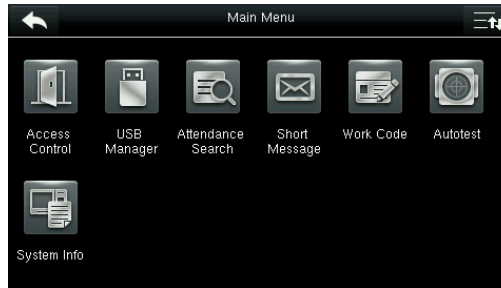 Main Menu
Access Control
USB Manager
Attendance Search
Short Message
Work Code
Autotest
System Info